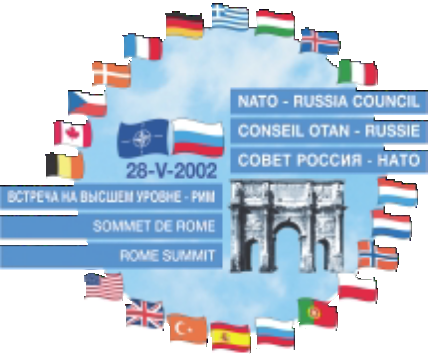 NATO - RUSSIA COUNCIL
CONSEIL OTAN - RUSSIE
СОВЕТ РОССИЯ - НАТО
28-V-2002
ВСТРЕЧА НА ВЫСШЕМ УРОВНЕ - РИМ
SOMMET DE ROME
ROME SUMMIT